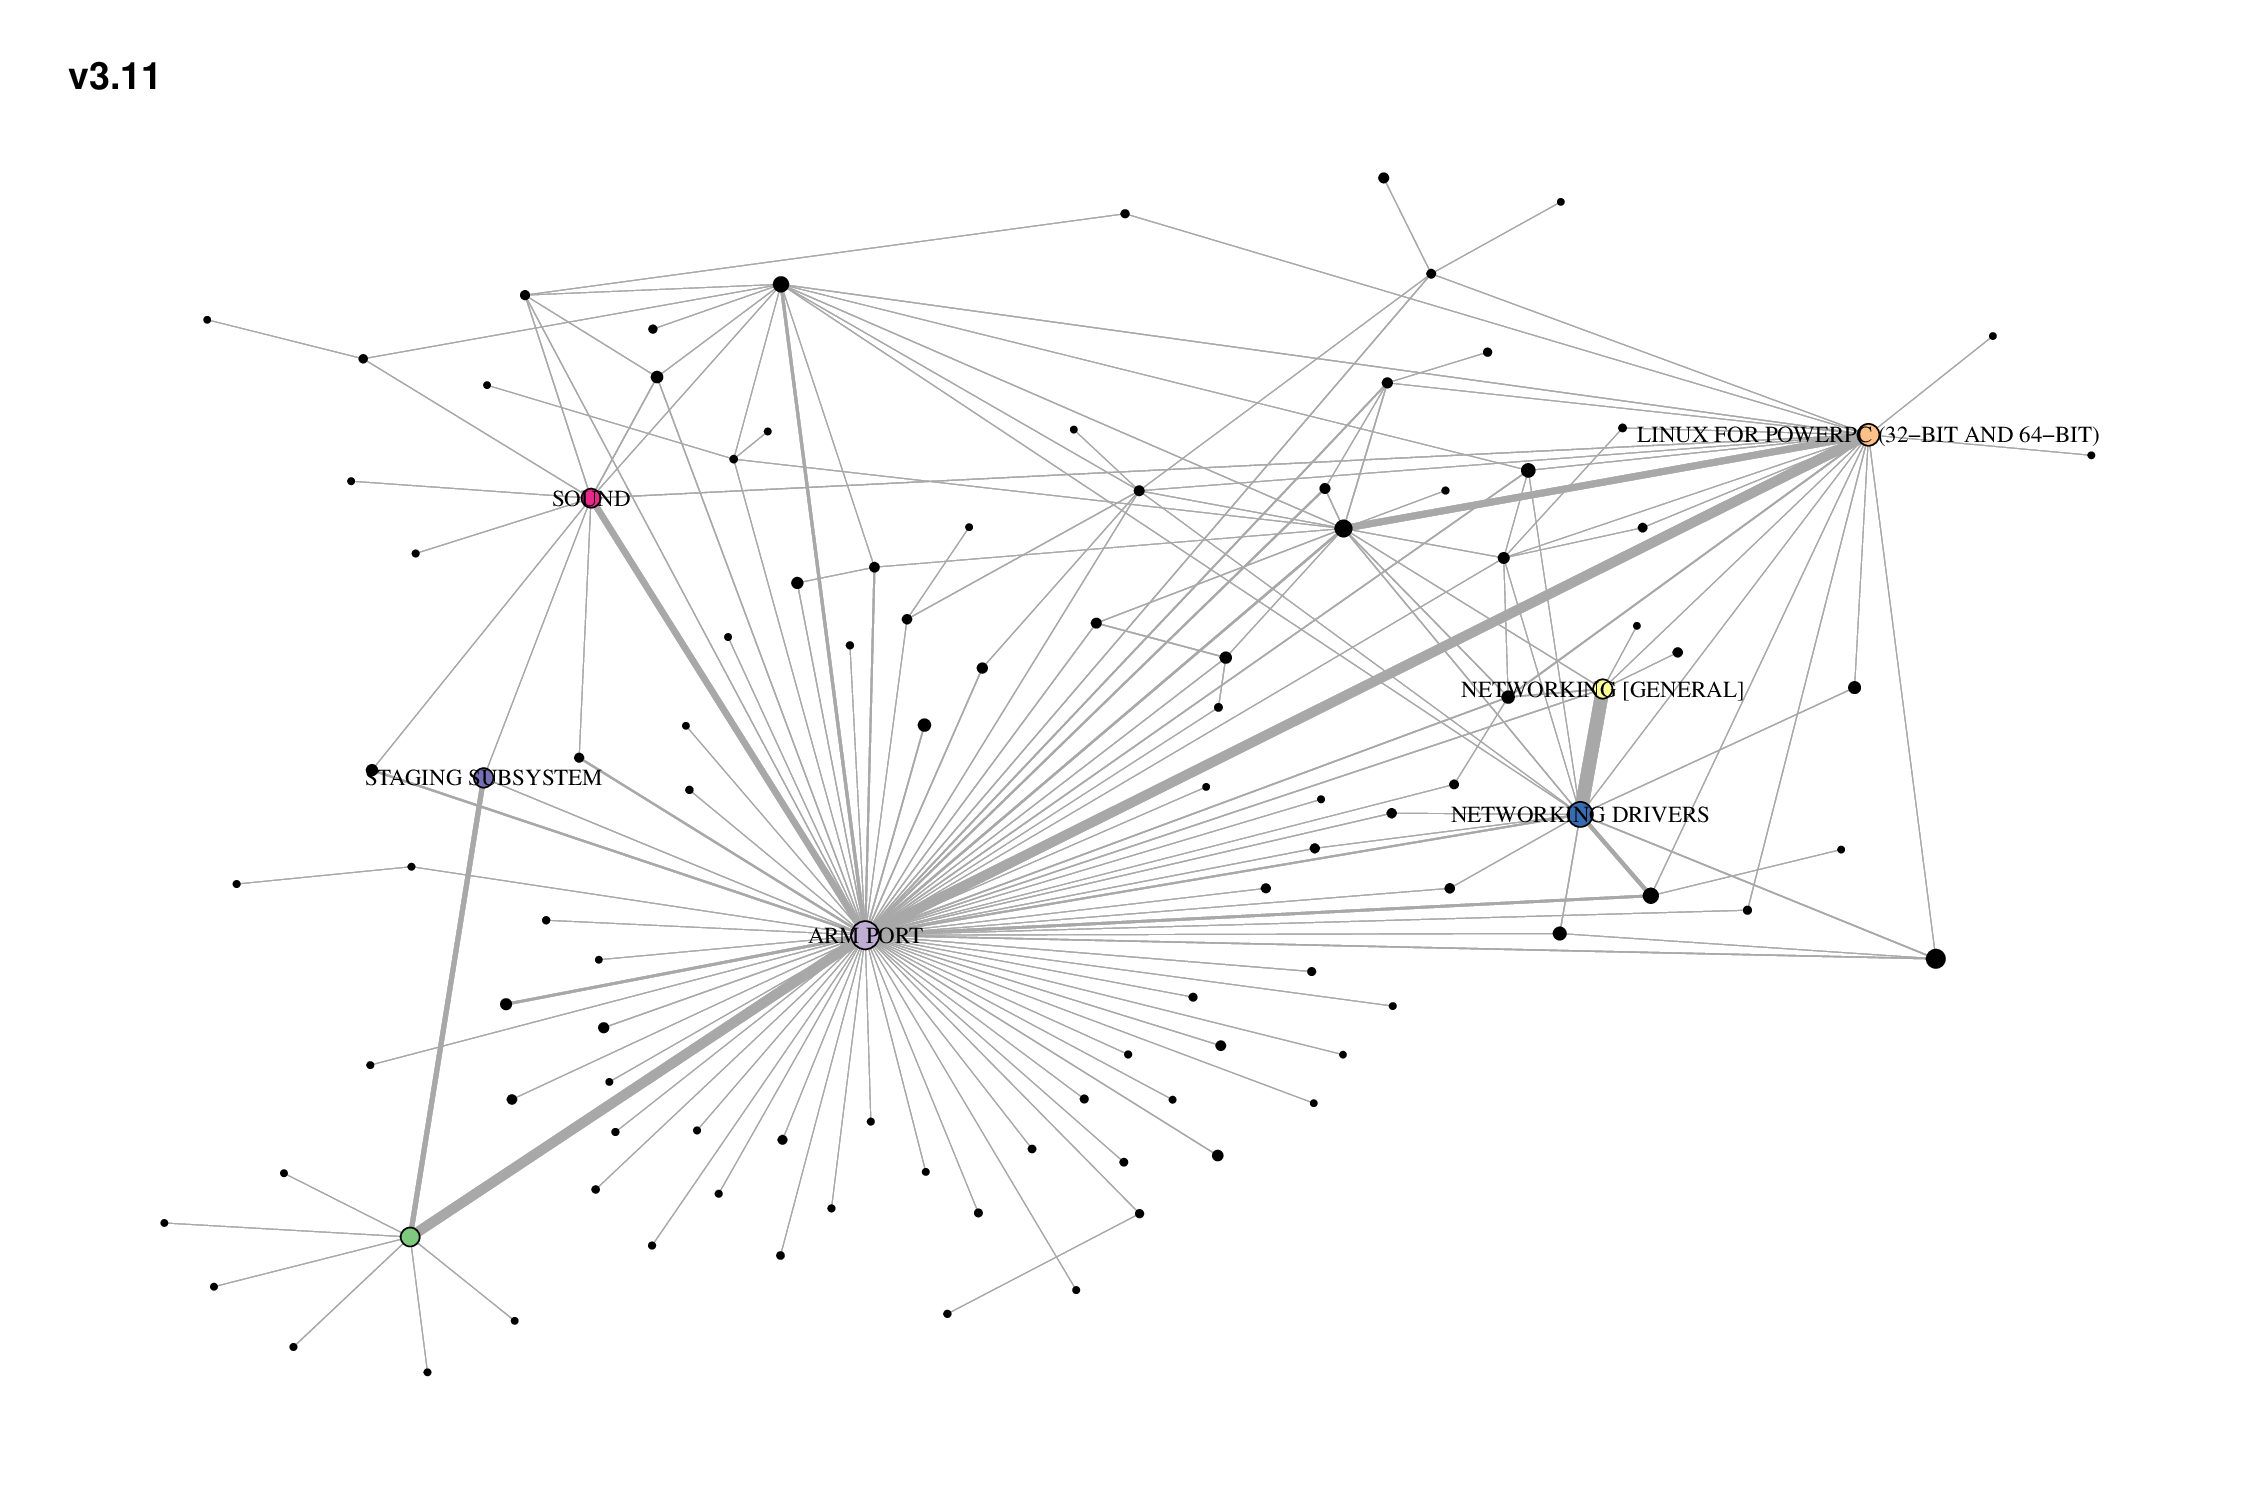 v3.11
LINUX FOR POWERPC (32−BIT AND 64−BIT)
SOUND
NETWORKING [GENERAL]
STAGING SUBSYSTEM
NETWORKING DRIVERS
ARM PORT